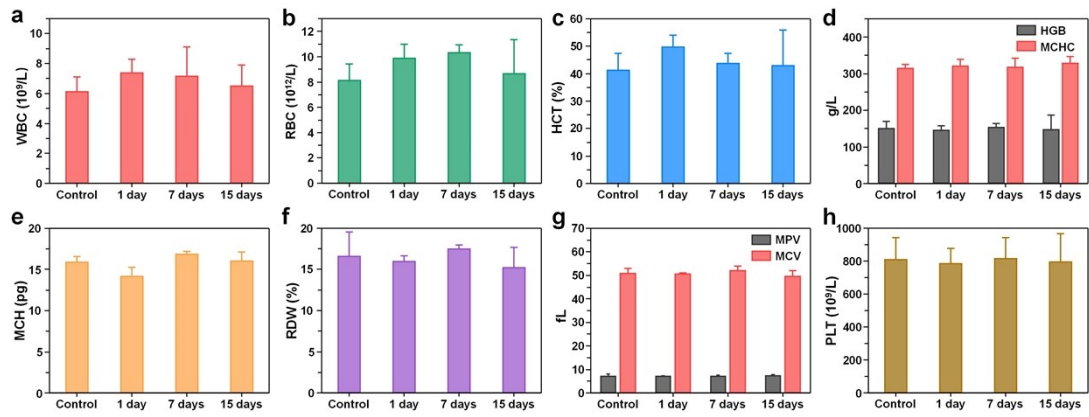 a
WBC (10⁹/L)
10
8
6
4
2
0
Control 1 day 7 days 15 days
b
RBC (10¹²/L)
14
12
10
8
6
4
2
0
Control 1 day 7 days 15 days
c
HCT (%)
60
50
40
30
20
10
0
Control 1 day 7 days 15 days
d
g/L
HGB
MCHC
400
300
200
100
0
Control 1 day 7 days 15 days
e
MCH (pg)
20
15
10
5
0
Control 1 day 7 days 15 days
f
RDW (%)
20
15
10
5
0
Control 1 day 7 days 15 days
g
fL
MPV
MCV
70
60
50
40
30
20
10
0
Control 1 day 7 days 15 days
h
PLT (10⁹/L)
1000
800
600
400
200
0
Control 1 day 7 days 15 days